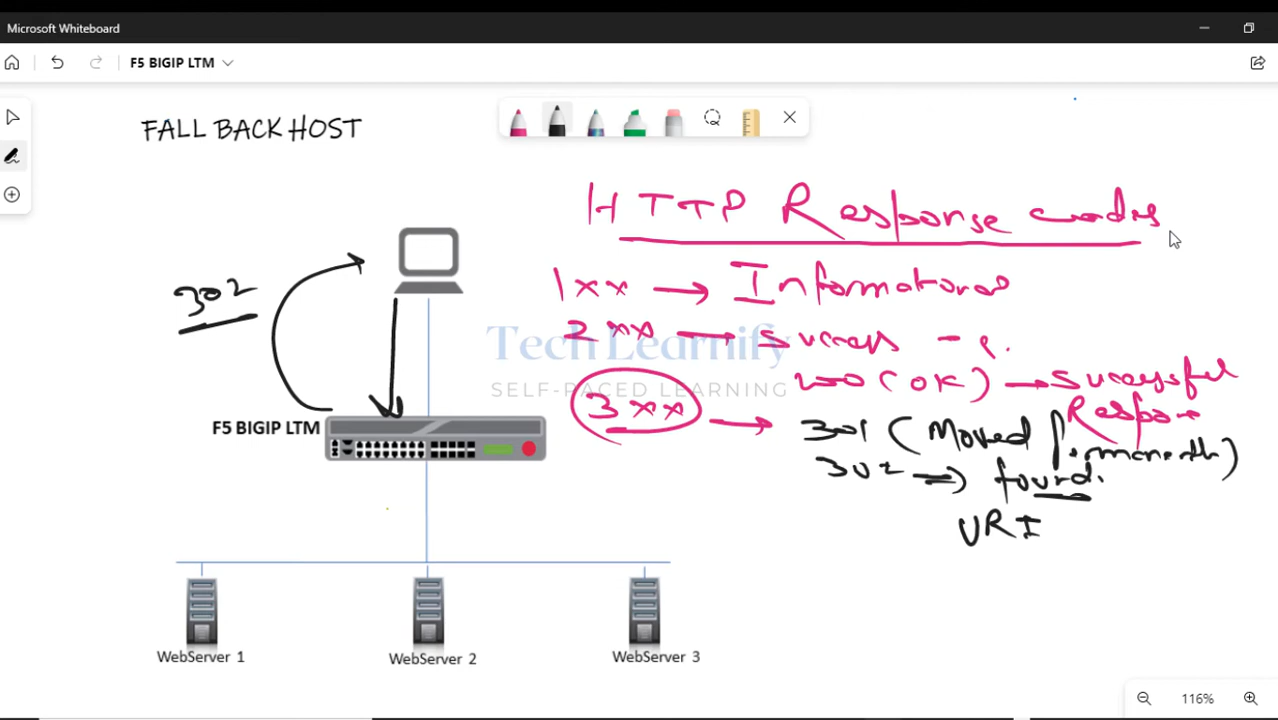 Microsoft Whiteboard
F5 BIGIP LTM
FALL BACK HOST
HTTP Response codes
1xx → Informational
302
2xx → Success -
Tech Learnify
SELF-PACED LEARNING
200 (OK) → Sucessful
Respons
3xx →
301 (Moved permanently)
F5 BIGIP LTM
302 => found.
URI
WebServer 1
WebServer 2
WebServer 3
116%